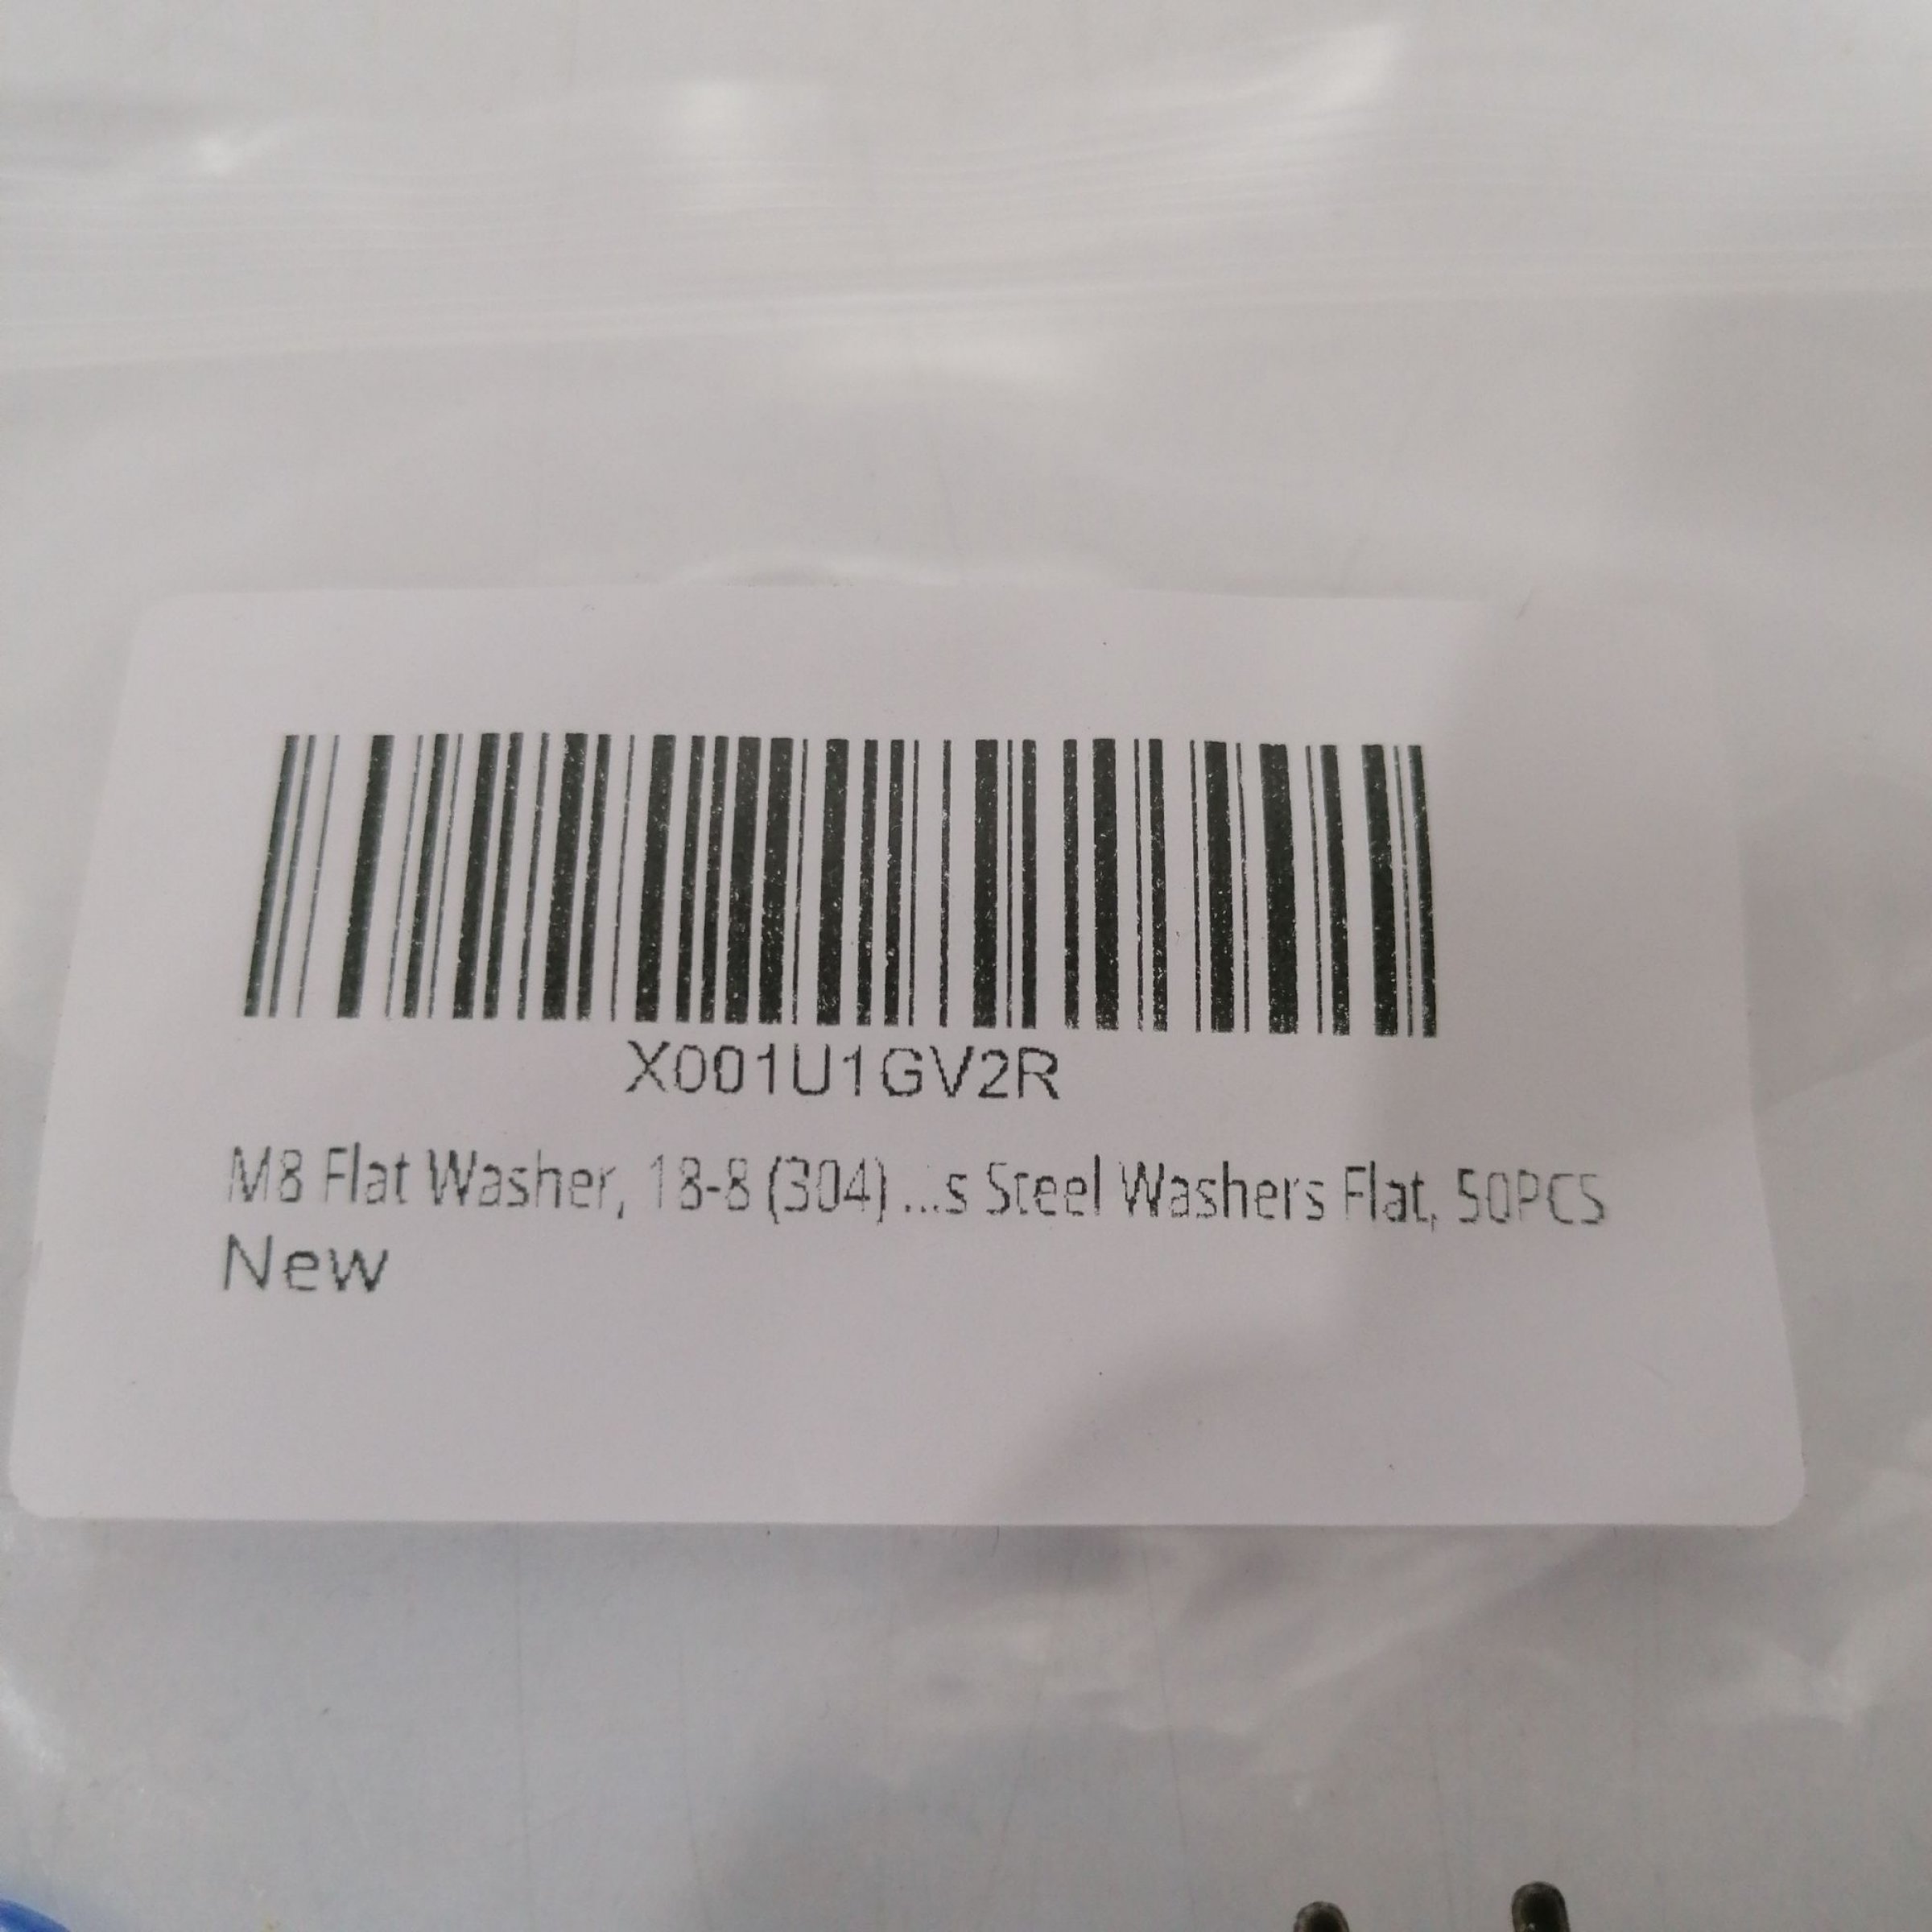 X001U1GV2R
M8 Flat Washer, 18-8 (304) ...s Steel Washers Flat, 50PCS
New